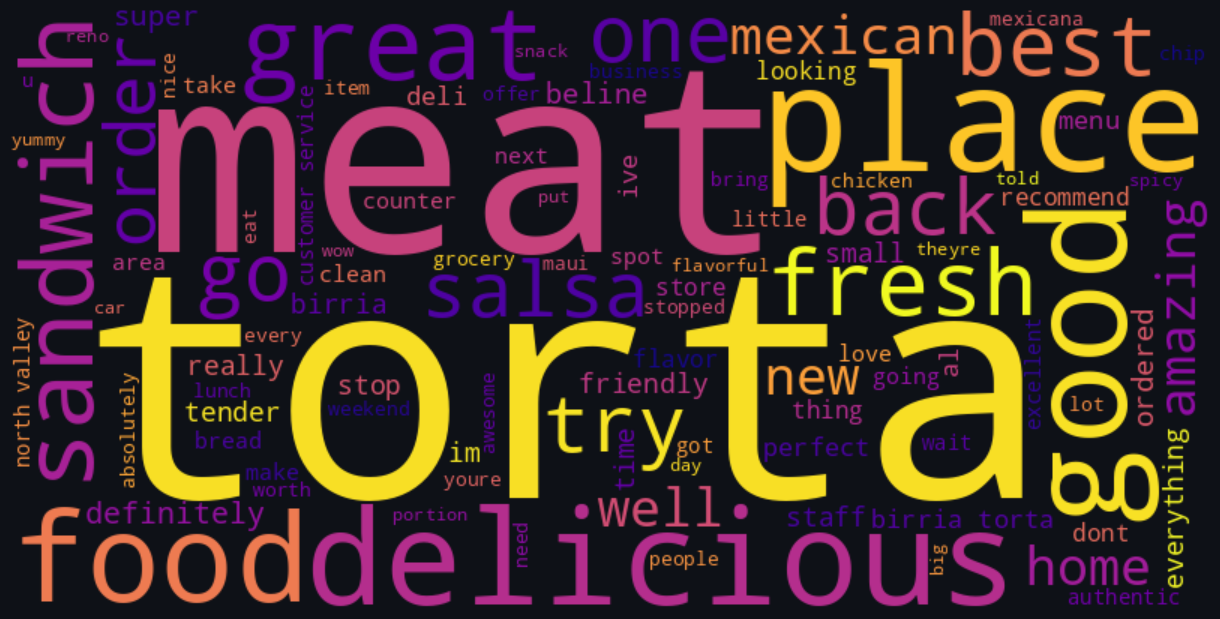 super
reno
great
one
mexican
best
mexicana
chip
snack
business
looking
u
sandwich
order
nice
take
item
deli
offer
beline
customer service
meat
place
menu
yummy
next
ive
bring
chicken
told
spicy
counter
put
little
back
recommend
eat
area
go
wow
clean
grocery
maui
spot
flavorful
small
theyre
good
amazing
birria
salsa
store
stopped
fresh
car
torta
every
really
flavor
love
al
excellent
ordered
north valley
absolutely
lunch
stop
weekend
awesome
friendly
new
going
tender
try
thing
lot
bread
im
time
got
day
perfect
wait
make
worth
youre
everything
definitely
portion
well
staff
birria torta
dont
food
delicious
need
people
big
home
authentic